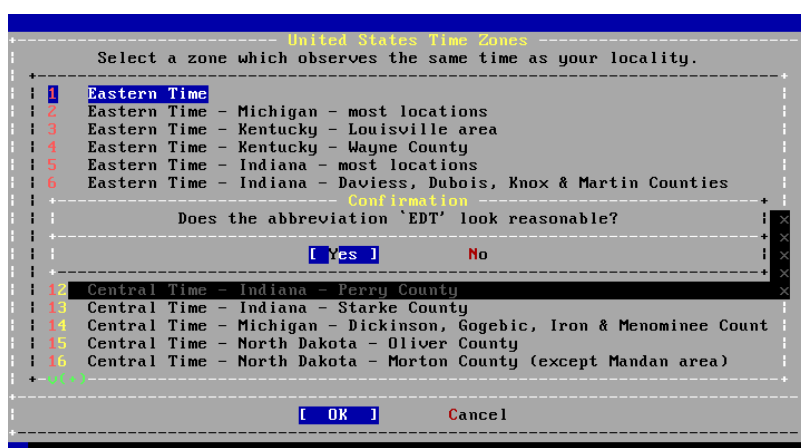 United States Time Zones
Select a zone which observes the same time as your locality.
1 Eastern Time
2 Eastern Time - Michigan - most locations
3 Eastern Time - Kentucky - Louisville area
4 Eastern Time - Kentucky - Wayne County
5 Eastern Time - Indiana - most locations
6 Eastern Time - Indiana - Daviess, Dubois, Knox & Martin Counties
Confirmation
Does the abbreviation `EDT' look reasonable?
[ Yes ] No
12 Central Time - Indiana - Perry County
13 Central Time - Indiana - Starke County
14 Central Time - Michigan - Dickinson, Gogebic, Iron & Menominee Count
15 Central Time - North Dakota - Oliver County
16 Central Time - North Dakota - Morton County (except Mandan area)
v(+)
[ OK ] Cancel